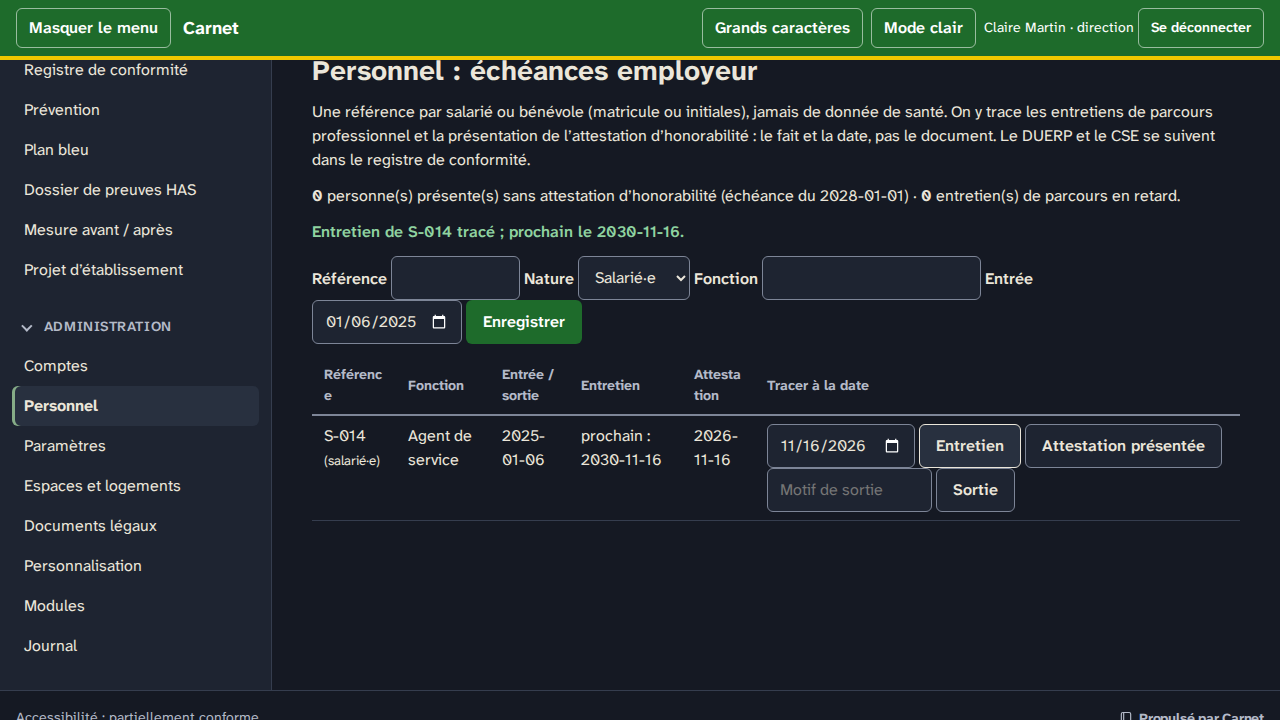 Masquer le menu Carnet Grands caractères Mode clair Claire Martin · direction Se déconnecter
Registre de conformité
Prévention
Plan bleu
Dossier de preuves HAS
Mesure avant / après
Projet d’établissement
ADMINISTRATION
Comptes
Personnel
Paramètres
Espaces et logements
Documents légaux
Personnalisation
Modules
Journal
Personnel : échéances employeur
Une référence par salarié ou bénévole (matricule ou initiales), jamais de donnée de santé. On y trace les entretiens de parcours
professionnel et la présentation de l’attestation d’honorabilité : le fait et la date, pas le document. Le DUERP et le CSE se suivent
dans le registre de conformité.
0 personne(s) présente(s) sans attestation d’honorabilité (échéance du 2028-01-01) · 0 entretien(s) de parcours en retard.
Entretien de S-014 tracé ; prochain le 2030-11-16.
Référence Nature Salarié·e Fonction Entrée
01/06/2025 Enregistrer
Référenc Fonction Entrée / Entretien Attesta Tracer à la date
e sortie tion
S-014 Agent de 2025- prochain : 2026- 11/16/2026 Entretien Attestation présentée
(salarié·e) service 01-06 2030-11-16 11-16
Motif de sortie Sortie
Accessibilité : partiellement conforme Propulsé par Carnet